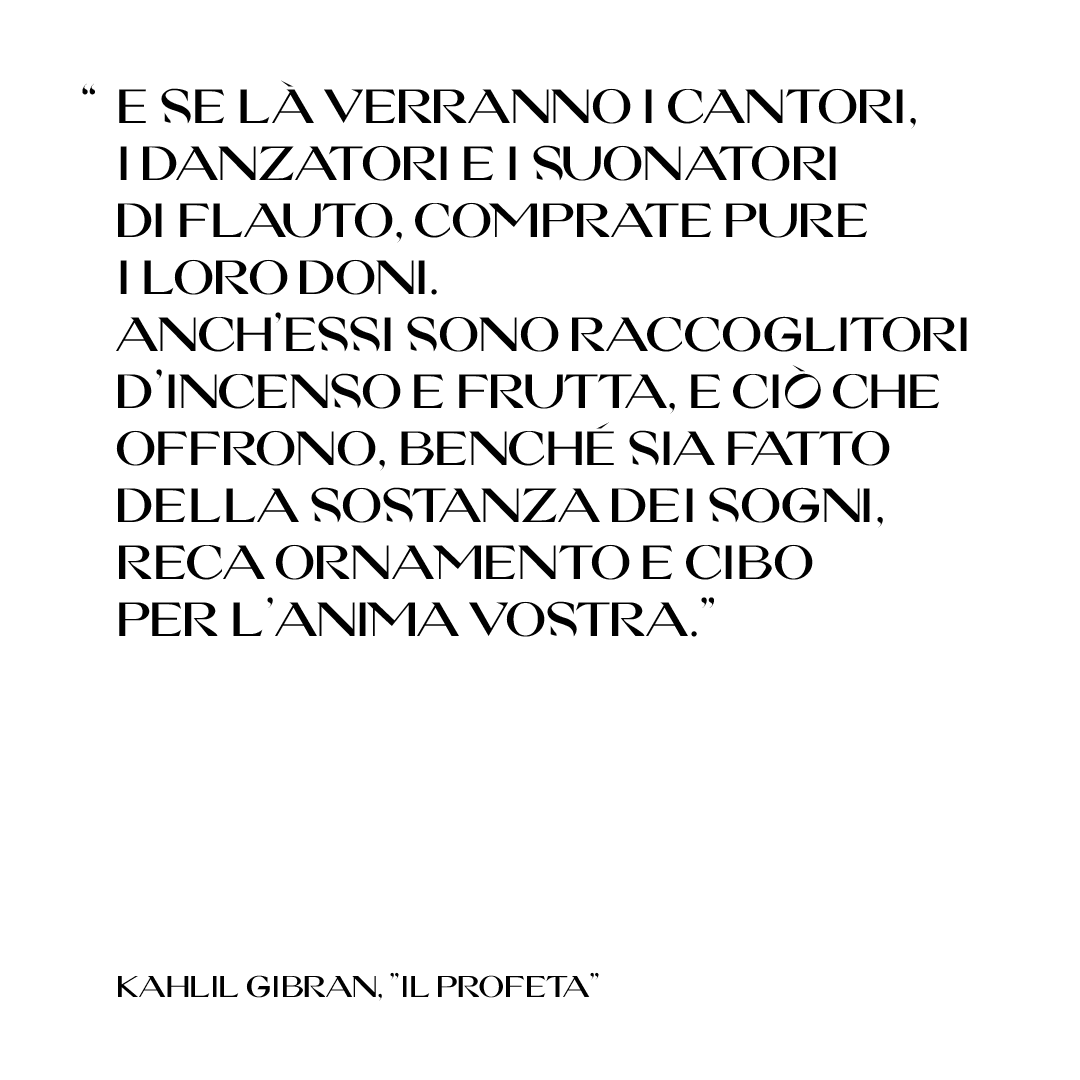 “ E SE LÀ VERRANNO I CANTORI,
I DANZATORI E I SUONATORI
DI FLAUTO, COMPRATE PURE
I LORO DONI.
ANCH’ESSI SONO RACCOGLITORI
D’INCENSO E FRUTTA, E CIÒ CHE
OFFRONO, BENCHÉ SIA FATTO
DELLA SOSTANZA DEI SOGNI,
RECA ORNAMENTO E CIBO
PER L’ANIMA VOSTRA.”
KAHLIL GIBRAN, ”IL PROFETA”